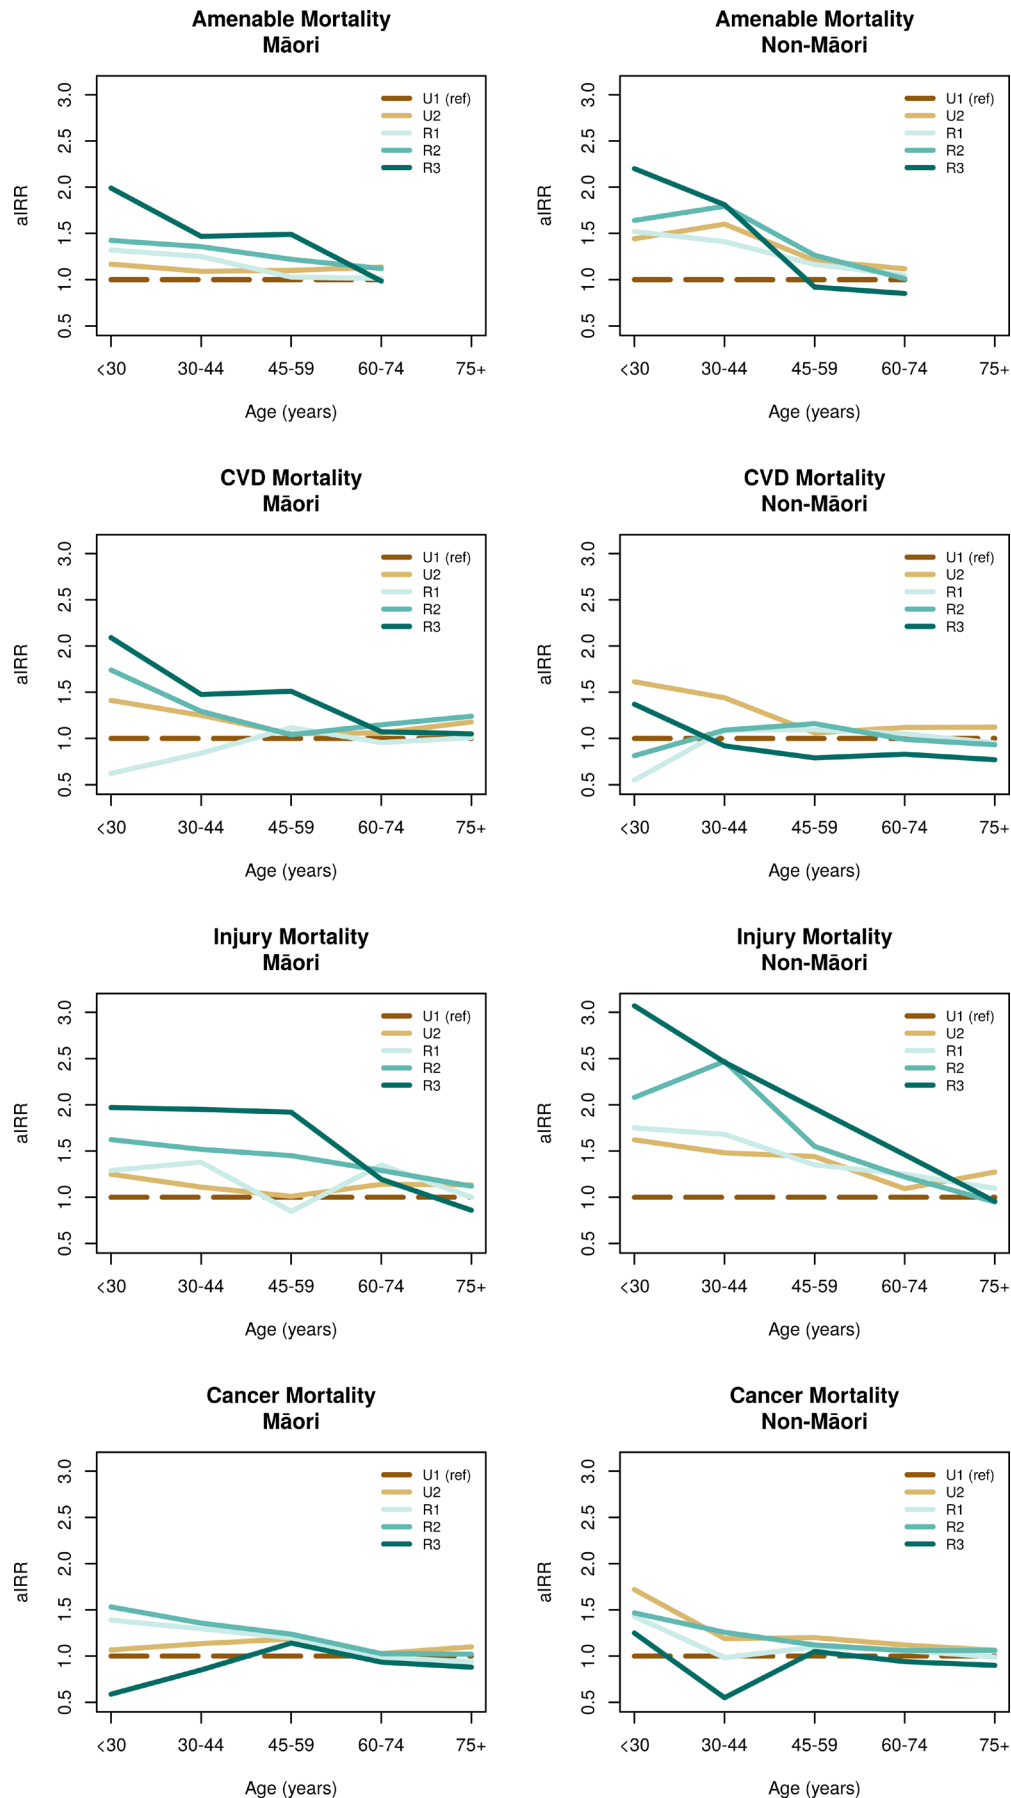 Amenable Mortality
Māori
aIRR
3.0
2.5
2.0
1.5
1.0
0.5
U1 (ref)
U2
R1
R2
R3
<30 30-44 45-59 60-74 75+
Age (years)
Amenable Mortality
Non-Māori
aIRR
3.0
2.5
2.0
1.5
1.0
0.5
U1 (ref)
U2
R1
R2
R3
<30 30-44 45-59 60-74 75+
Age (years)
CVD Mortality
Māori
aIRR
3.0
2.5
2.0
1.5
1.0
0.5
U1 (ref)
U2
R1
R2
R3
<30 30-44 45-59 60-74 75+
Age (years)
CVD Mortality
Non-Māori
aIRR
3.0
2.5
2.0
1.5
1.0
0.5
U1 (ref)
U2
R1
R2
R3
<30 30-44 45-59 60-74 75+
Age (years)
Injury Mortality
Māori
aIRR
3.0
2.5
2.0
1.5
1.0
0.5
U1 (ref)
U2
R1
R2
R3
<30 30-44 45-59 60-74 75+
Age (years)
Injury Mortality
Non-Māori
aIRR
3.0
2.5
2.0
1.5
1.0
0.5
U1 (ref)
U2
R1
R2
R3
<30 30-44 45-59 60-74 75+
Age (years)
Cancer Mortality
Māori
aIRR
3.0
2.5
2.0
1.5
1.0
0.5
U1 (ref)
U2
R1
R2
R3
<30 30-44 45-59 60-74 75+
Age (years)
Cancer Mortality
Non-Māori
aIRR
3.0
2.5
2.0
1.5
1.0
0.5
U1 (ref)
U2
R1
R2
R3
<30 30-44 45-59 60-74 75+
Age (years)